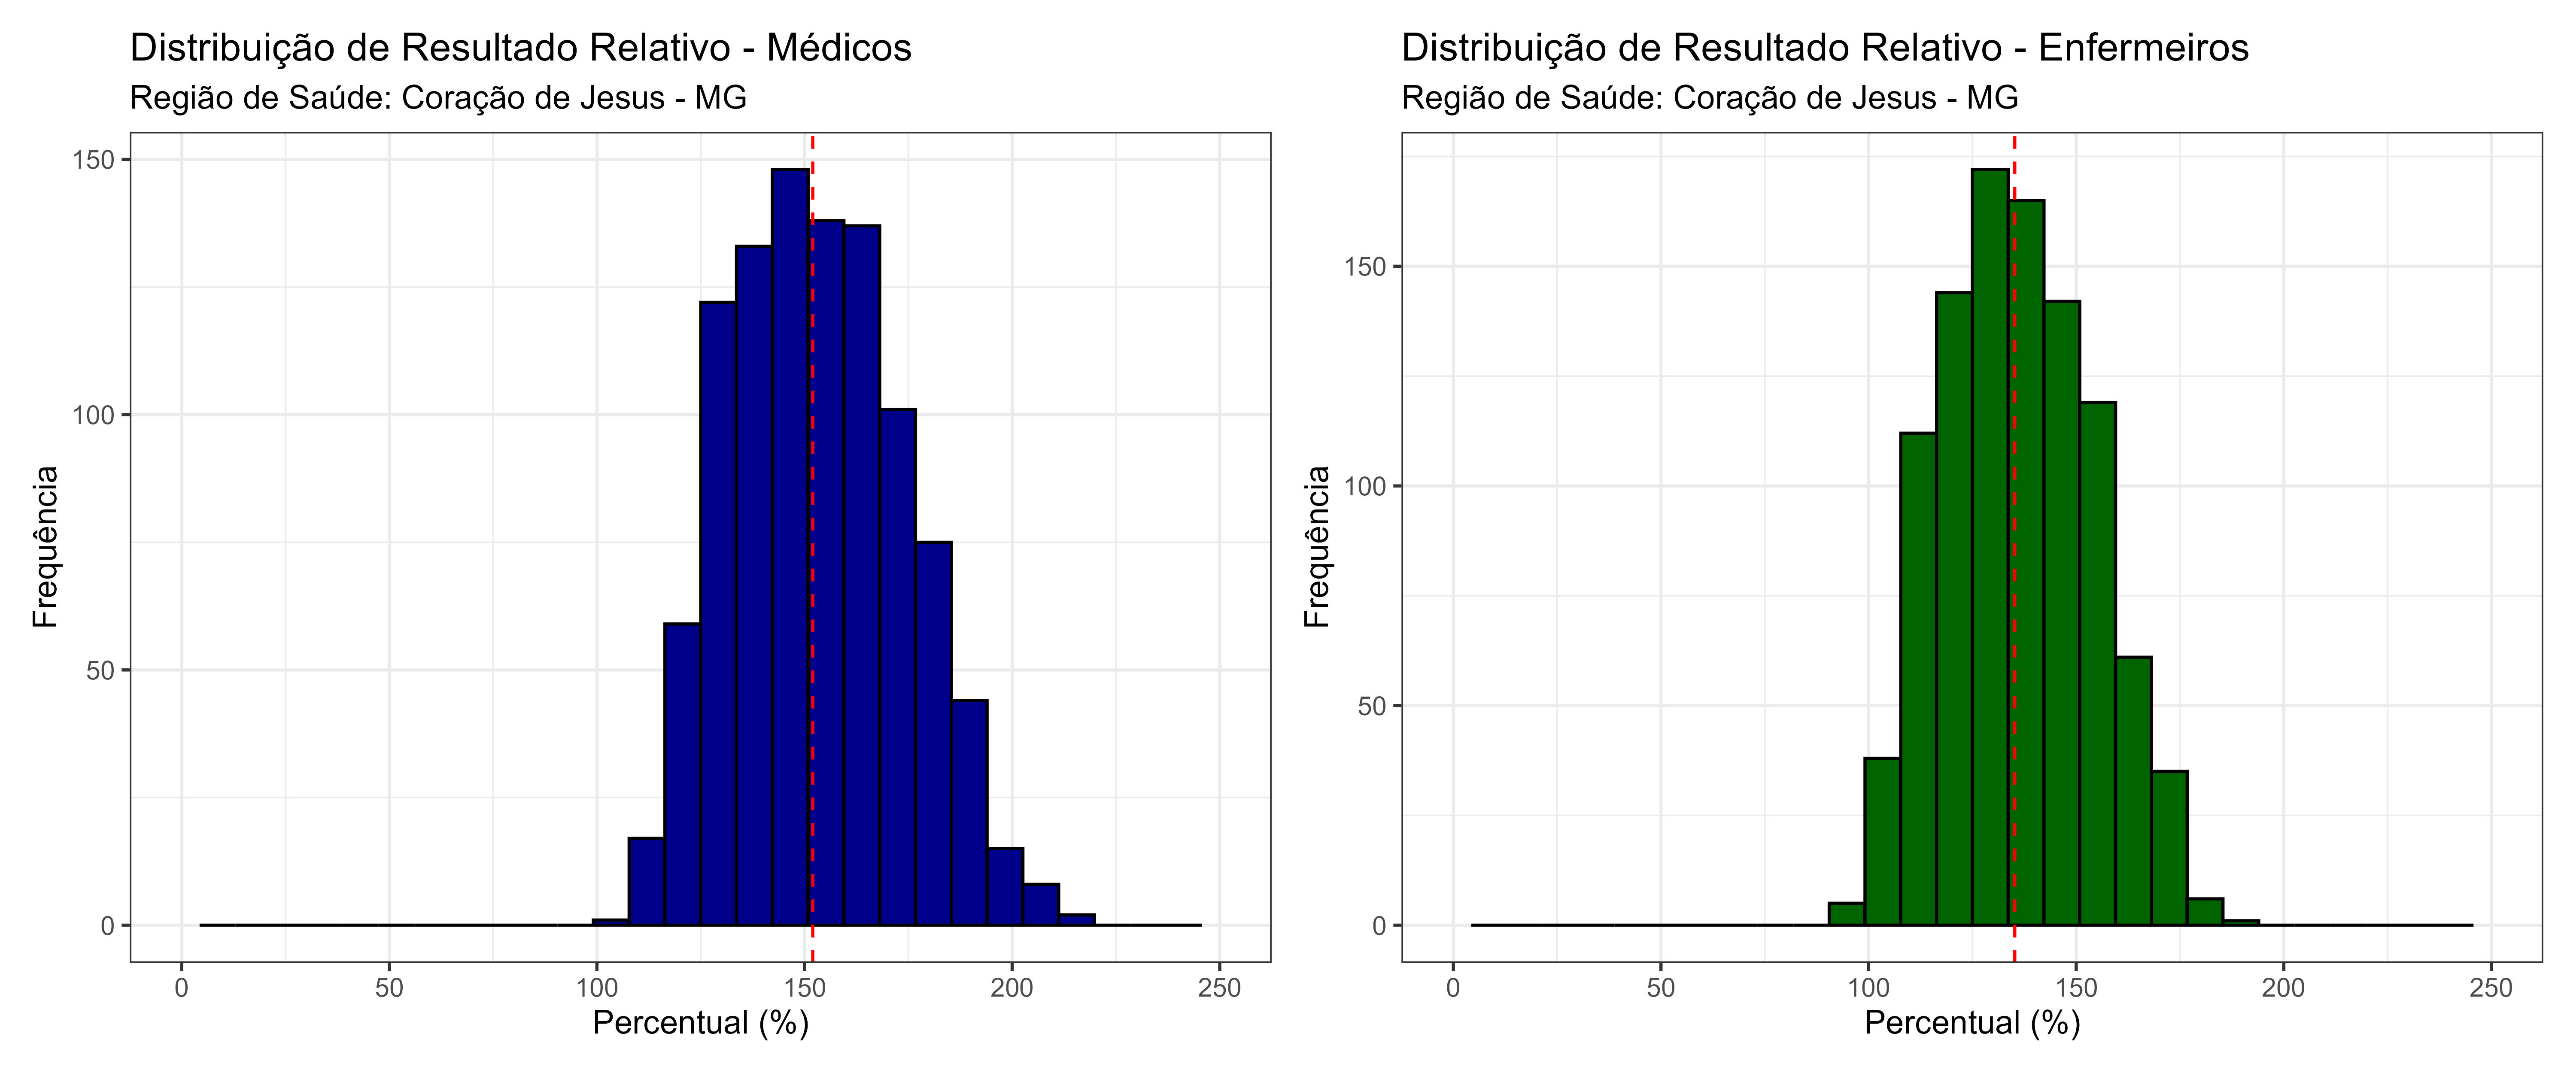 Distribuição de Resultado Relativo - Médicos
Região de Saúde: Coração de Jesus - MG
150
100
50
0
Frequência
0 50 100 150 200 250
Percentual (%)
Distribuição de Resultado Relativo - Enfermeiros
Região de Saúde: Coração de Jesus - MG
150
100
50
0
Frequência
0 50 100 150 200 250
Percentual (%)